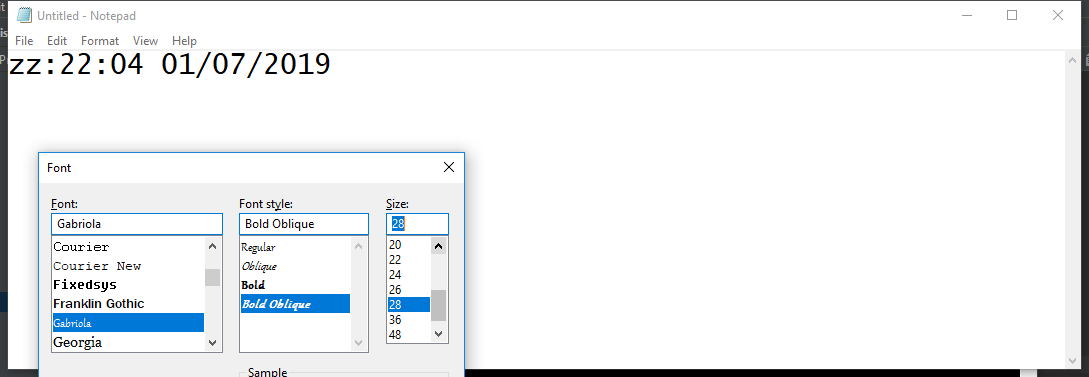 Untitled - Notepad
File Edit Format View Help
zz:22:04 01/07/2019
Font
Font: Font style: Size:
Gabriola Bold Oblique 28
Courier Regular 20
Courier New Oblique 22
Fixedsys Bold 24
Franklin Gothic Bold Oblique 26
Gabriola 28
Georgia 36
48
Sample